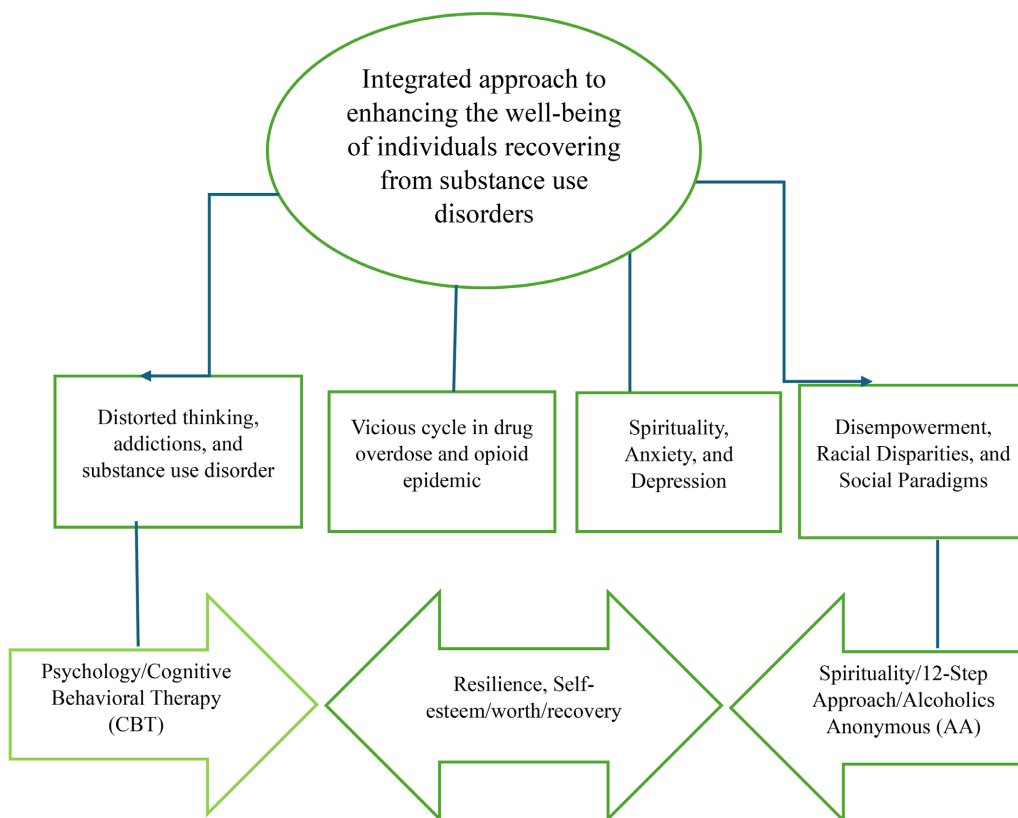 Integrated approach to
enhancing the well-being
of individuals recovering
from substance use
disorders
Distorted thinking,
addictions, and
substance use disorder
Vicious cycle in drug
overdose and opioid
epidemic
Spirituality,
Anxiety, and
Depression
Disempowerment,
Racial Disparities, and
Social Paradigms
Psychology/Cognitive
Behavioral Therapy
(CBT)
Resilience, Self-
esteem/worth/recovery
Spirituality/12-Step
Approach/Alcoholics
Anonymous (AA)